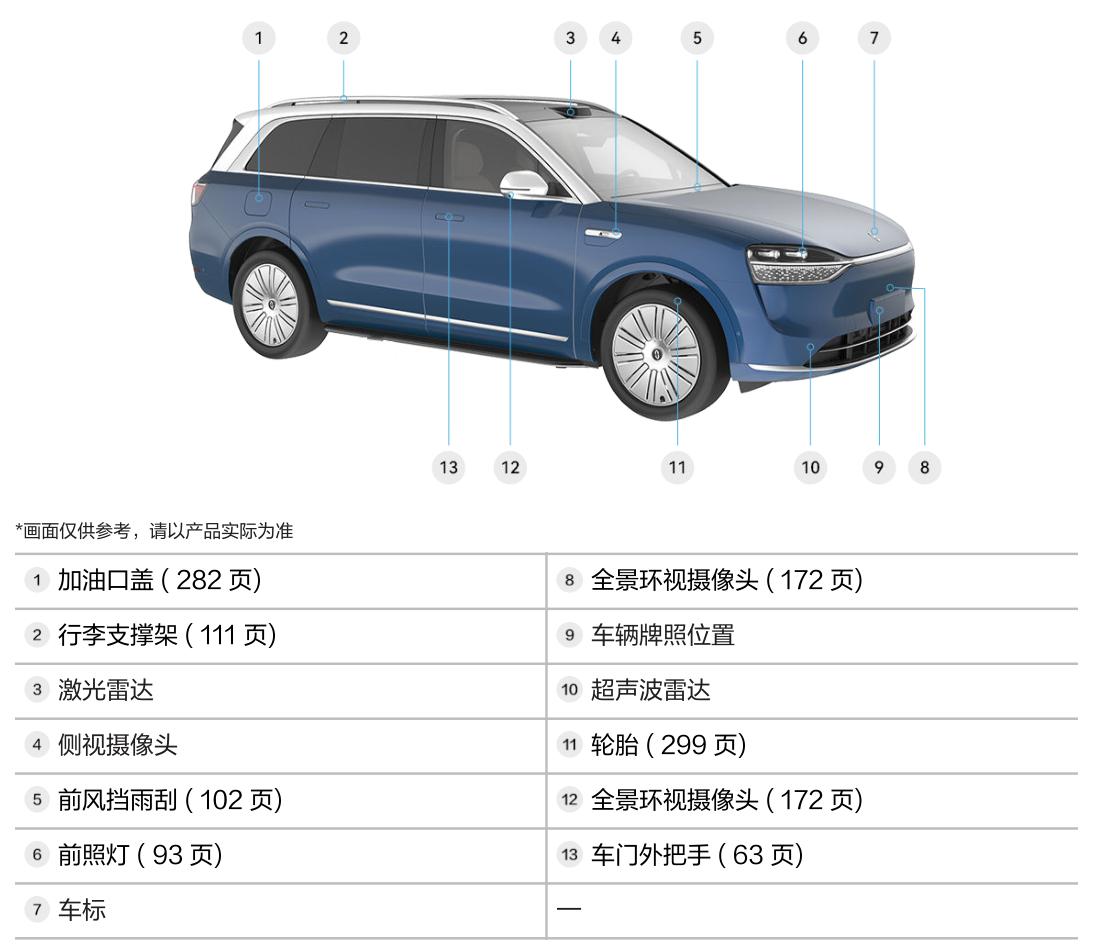 1 2 3 4 5 6 7
13 12 11 10 9 8
*画面仅供参考，请以产品实际为准
1 加油口盖 ( 282 页)
8 全景环视摄像头 ( 172 页)
2 行李支撑架 ( 111 页)
9 车辆牌照位置
3 激光雷达
10 超声波雷达
4 侧视摄像头
11 轮胎 ( 299 页)
5 前风挡雨刮 ( 102 页)
12 全景环视摄像头 ( 172 页)
6 前照灯 ( 93 页)
13 车门外把手 ( 63 页)
7 车标
—